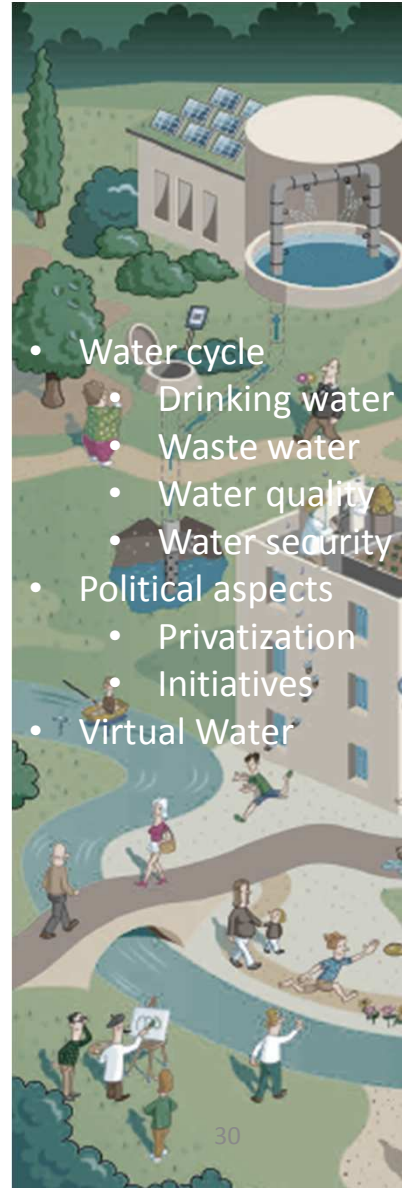 • Water cycle
• Drinking water
• Waste water
• Water quality
• Water security
• Political aspects
• Privatization
• Initiatives
• Virtual Water
30